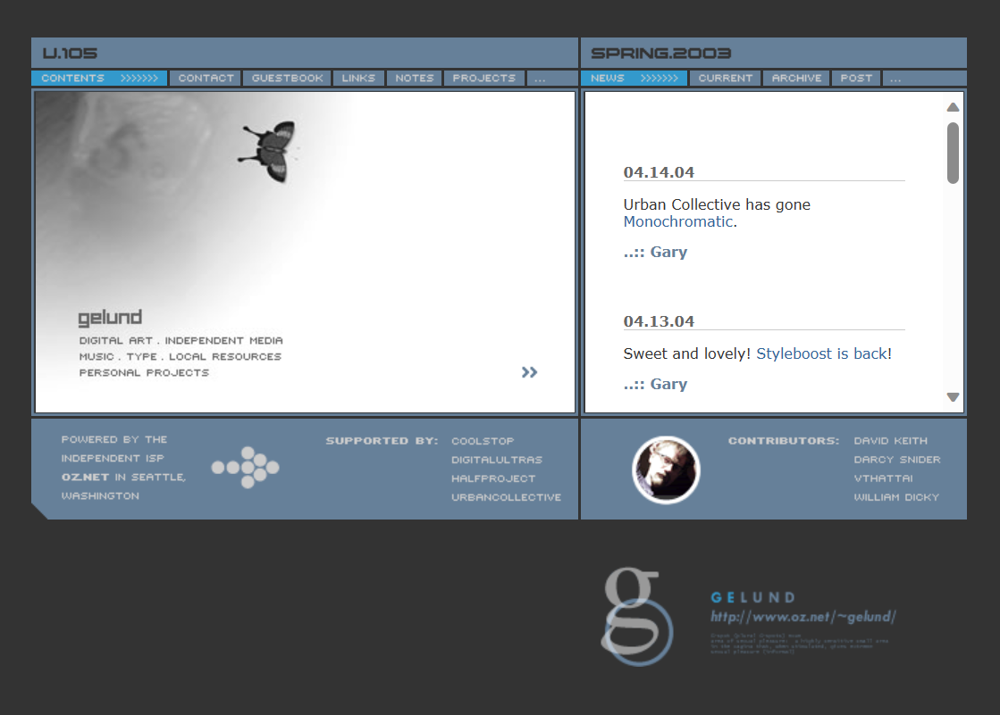 U.105
SPRING.2003
CONTENTS >>>>>>> CONTACT GUESTBOOK LINKS NOTES PROJECTS ...
NEWS >>>>>>> CURRENT ARCHIVE POST ...
gelund
DIGITAL ART . INDEPENDENT MEDIA
MUSIC . TYPE . LOCAL RESOURCES
PERSONAL PROJECTS
>>
04.14.04
Urban Collective has gone
Monochromatic.
..:: Gary
04.13.04
Sweet and lovely! Styleboost is back!
..:: Gary
POWERED BY THE
INDEPENDENT ISP
OZ.NET IN SEATTLE,
WASHINGTON
SUPPORTED BY: COOLSTOP
DIGITALULTRAS
HALFPROJECT
URBANCOLLECTIVE
CONTRIBUTORS: DAVID KEITH
DARCY SNIDER
VTHATTAI
WILLIAM DICKY
g
GELUND
http://www.oz.net/~gelund/